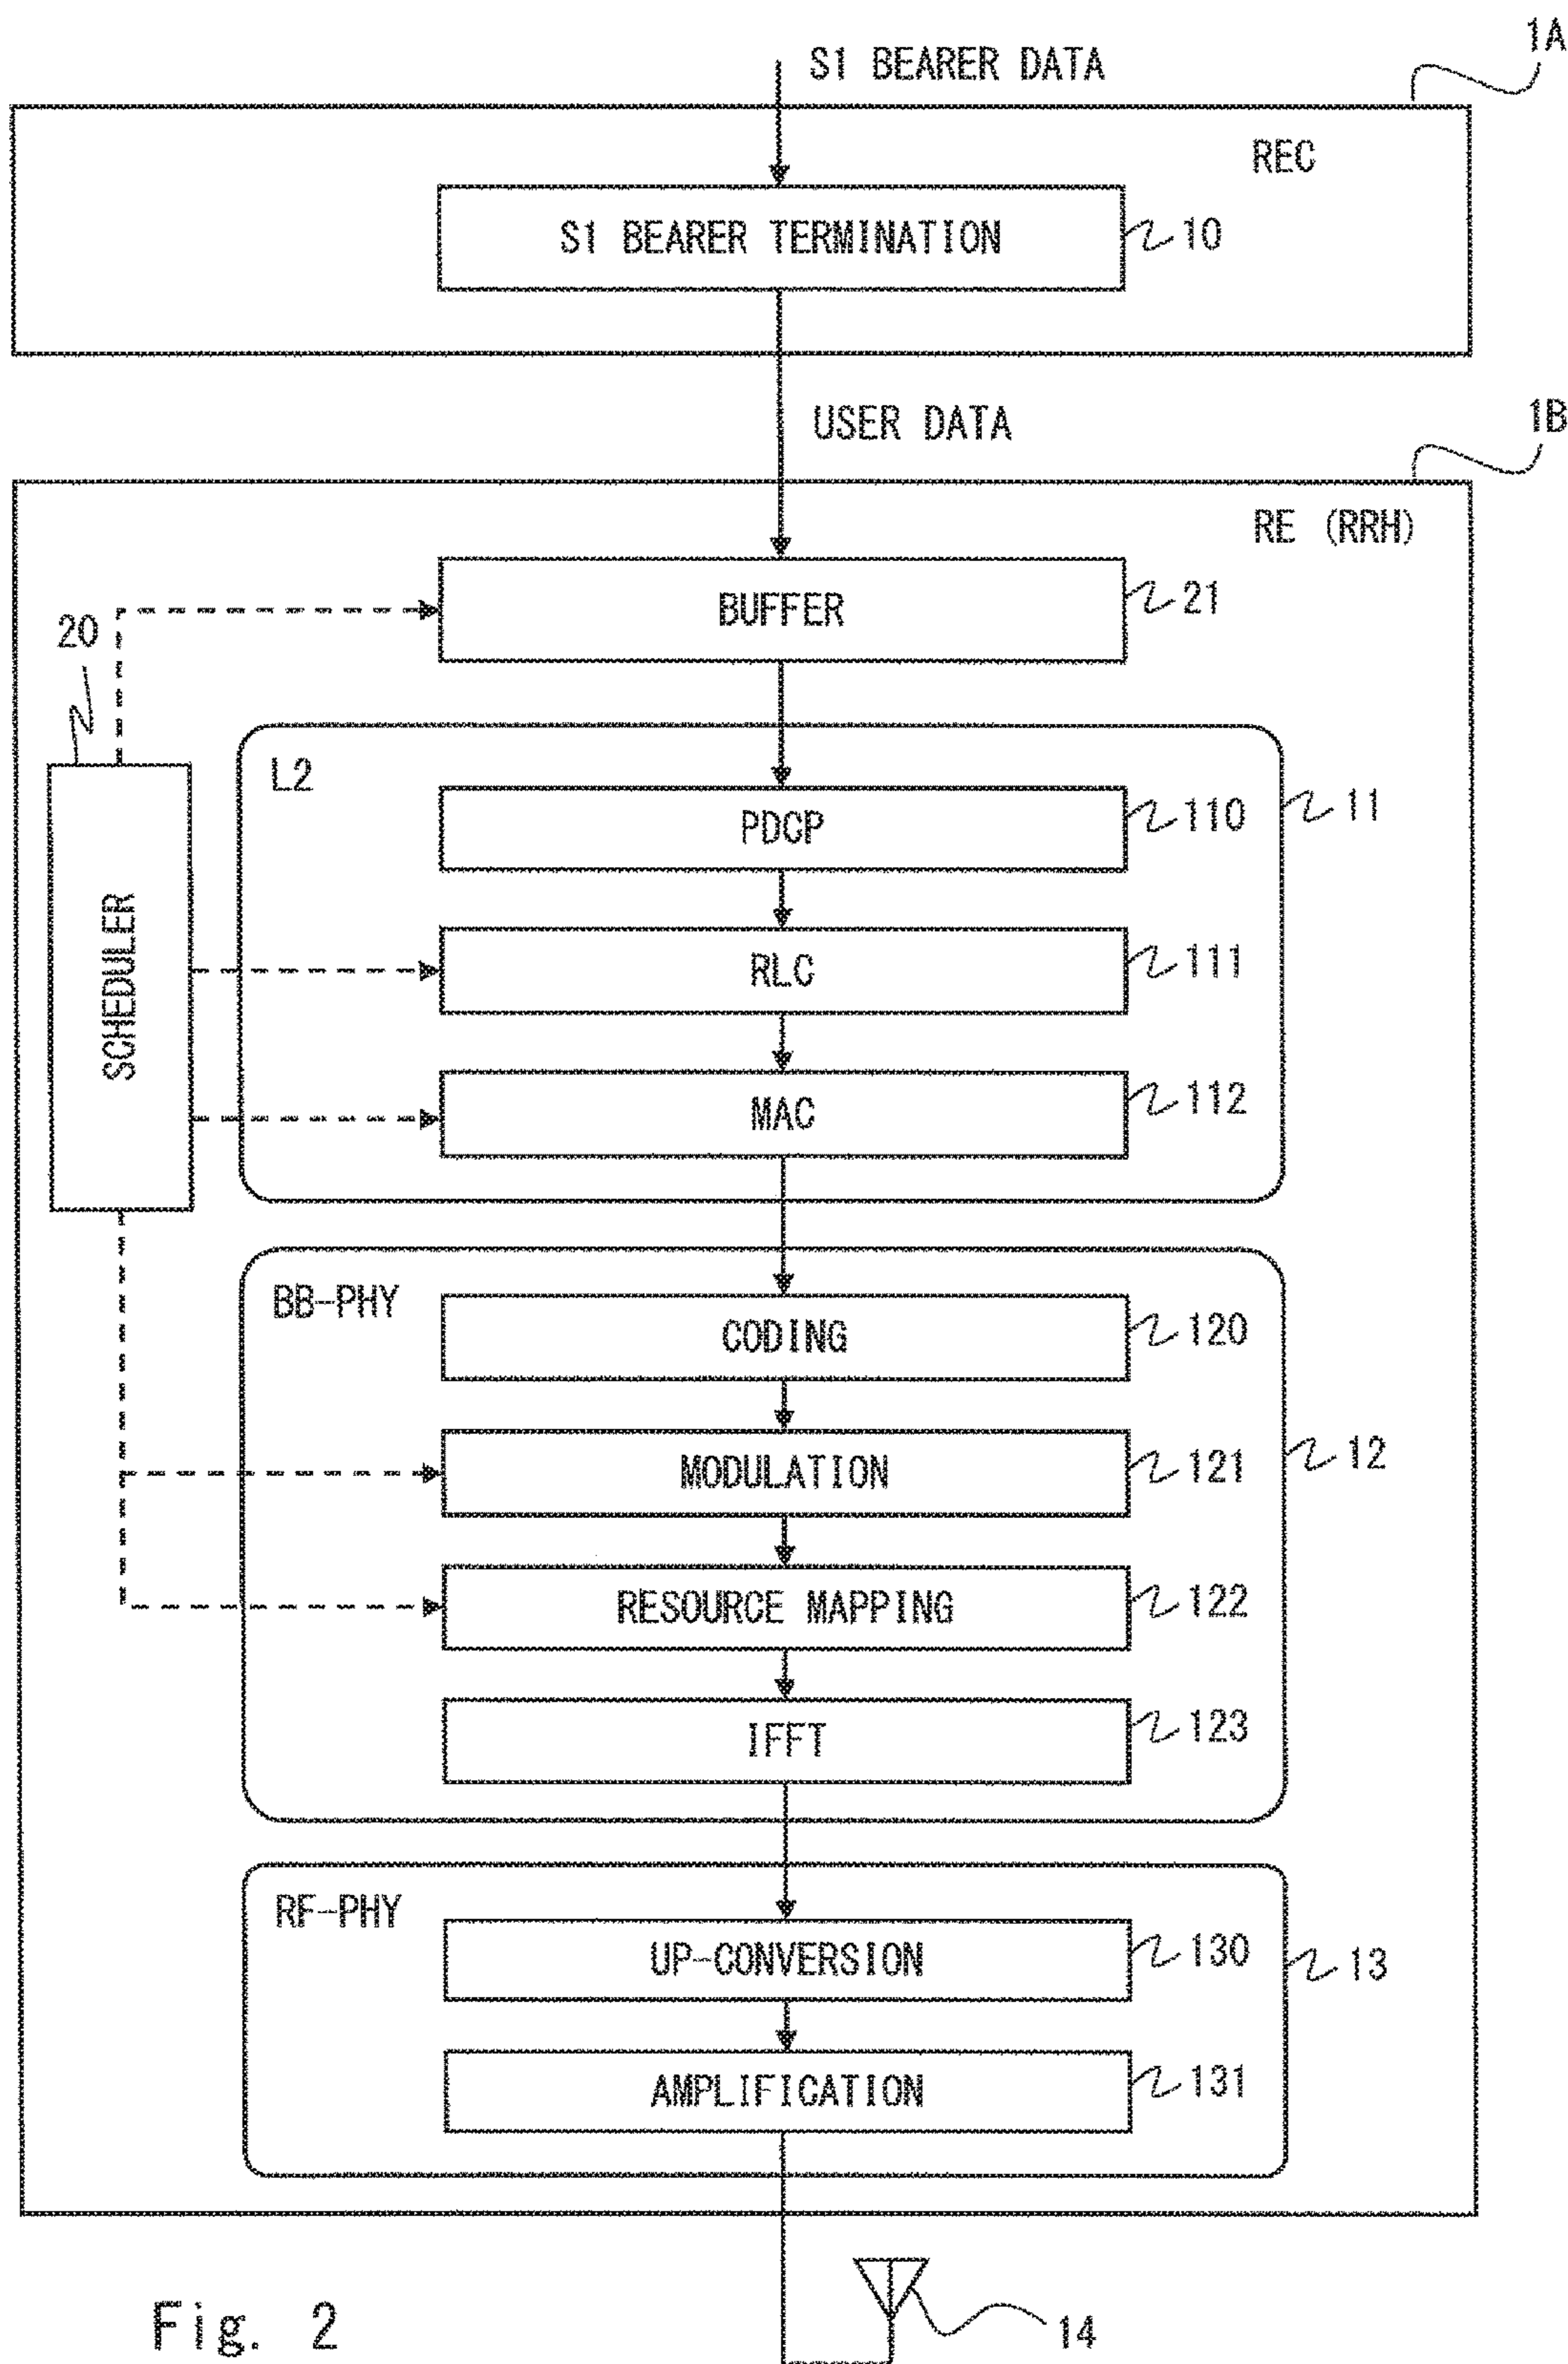 1A
S1 BEARER DATA
REC
S1 BEARER TERMINATION
10
USER DATA
1B
RE (RRH)
BUFFER
21
20
L2
PDCP
110
11
SCHEDULER
RLC
111
MAC
112
BB-PHY
CODING
120
MODULATION
121
12
RESOURCE MAPPING
122
IFFT
123
RF-PHY
UP-CONVERSION
130
13
AMPLIFICATION
131
14
Fig. 2